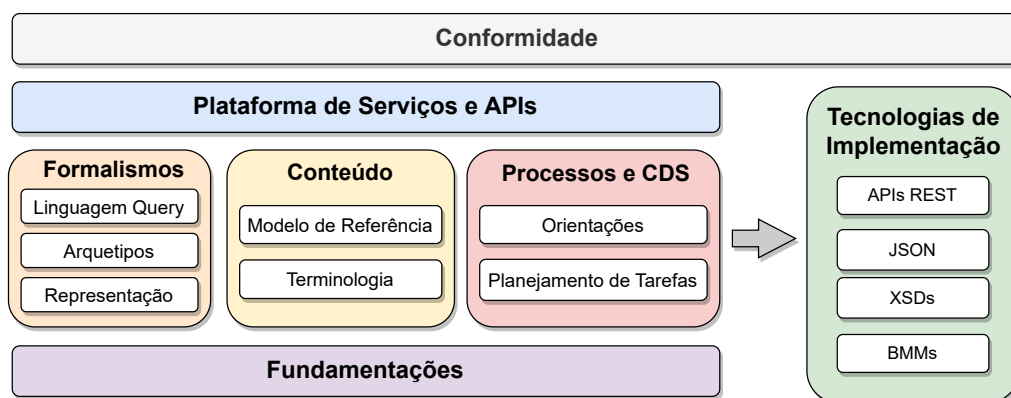 Conformidade
Plataforma de Serviços e APIs
Formalismos
Linguagem Query
Arquetipos
Representação
Conteúdo
Modelo de Referência
Terminologia
Processos e CDS
Orientações
Planejamento de Tarefas
Fundamentações
Tecnologias de
Implementação
APIs REST
JSON
XSDs
BMMs